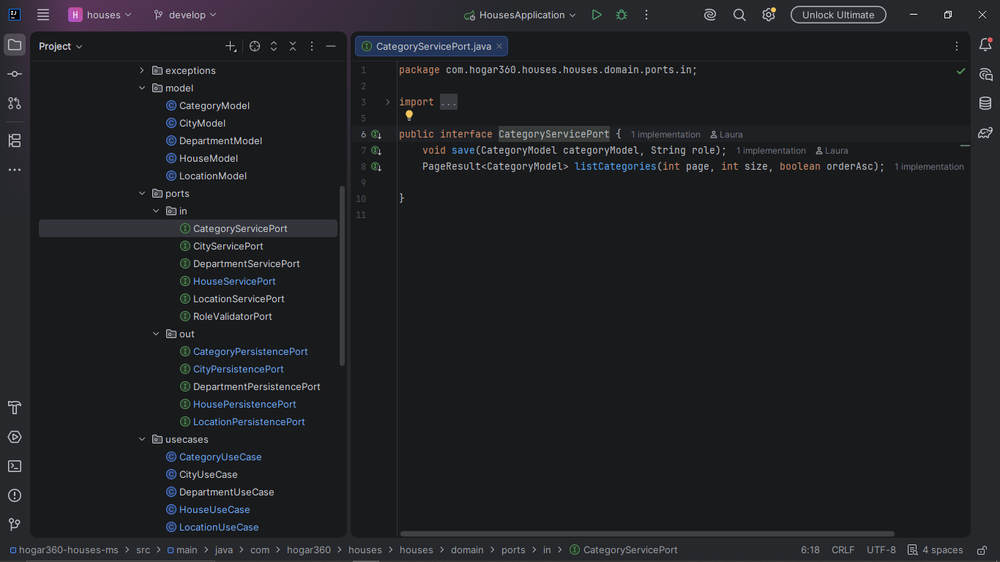 H houses develop HousesApplication Unlock Ultimate
Project
exceptions
model
CategoryModel
CityModel
DepartmentModel
HouseModel
LocationModel
ports
in
CategoryServicePort
CityServicePort
DepartmentServicePort
HouseServicePort
LocationServicePort
RoleValidatorPort
out
CategoryPersistencePort
CityPersistencePort
DepartmentPersistencePort
HousePersistencePort
LocationPersistencePort
usecases
CategoryUseCase
CityUseCase
DepartmentUseCase
HouseUseCase
LocationUseCase
CategoryServicePort.java
1 package com.hogar360.houses.houses.domain.ports.in;
2
3 import ...
5
6 public interface CategoryServicePort { 1 implementation Laura
7 void save(CategoryModel categoryModel, String role); 1 implementation Laura
8 PageResult<CategoryModel> listCategories(int page, int size, boolean orderAsc); 1 implementation
9
10 }
11
hogar360-houses-ms > src > main > java > com > hogar360 > houses > houses > domain > ports > in > CategoryServicePort 6:18 CRLF UTF-8 4 spaces